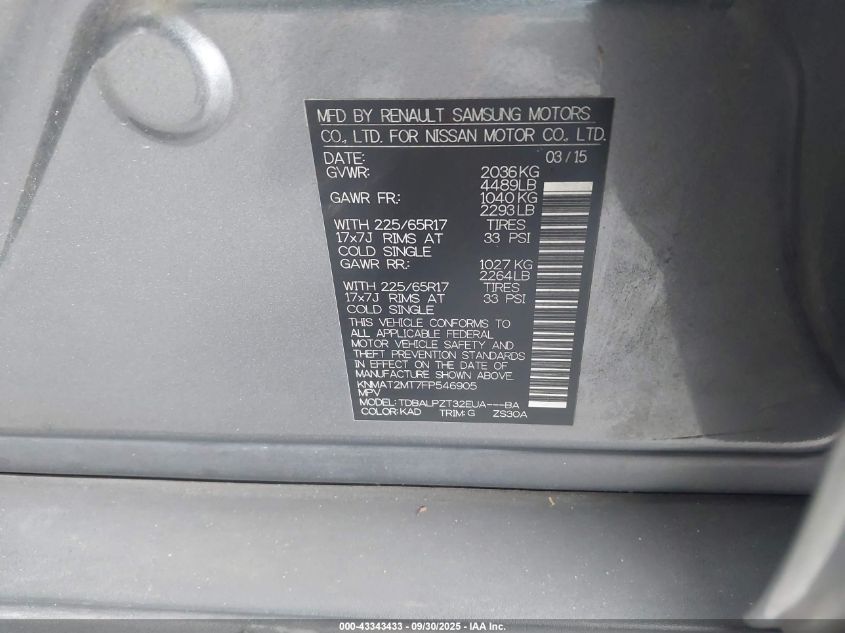 MFD BY RENAULT SAMSUNG MOTORS
CO., LTD. FOR NISSAN MOTOR CO., LTD.
DATE: 03/15
GVWR: 2036KG
4489LB
GAWR FR: 1040KG
2293LB
WITH 225/65R17 TIRES
17x7J RIMS AT 33 PSI
COLD SINGLE
GAWR RR: 1027 KG
2264LB
WITH 225/65R17 TIRES
17x7J RIMS AT 33 PSI
COLD SINGLE
THIS VEHICLE CONFORMS TO
ALL APPLICABLE FEDERAL
MOTOR VEHICLE SAFETY AND
THEFT PREVENTION STANDARDS
IN EFFECT ON THE DATE OF
MANUFACTURE SHOWN ABOVE.
KNMAT2MT7FP546905
MPV
MODEL: TDBALPZT32EUA---BA
COLOR: KAD TRIM: G ZS30A
000-43343433 - 09/30/2025 - IAA Inc.